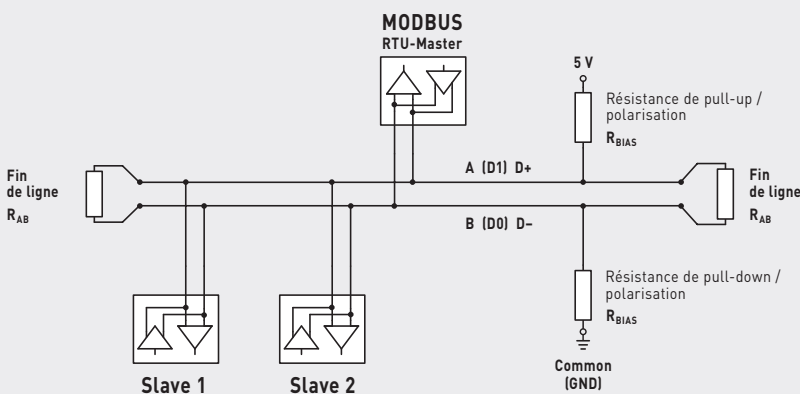 MODBUS
RTU-Master
5 V
Résistance de pull-up /
polarisation
RBIAS
Fin
de ligne
RAB
A (D1) D+
B (D0) D–
Fin
de ligne
RAB
Résistance de pull-down /
polarisation
RBIAS
Common
(GND)
Slave 1
Slave 2